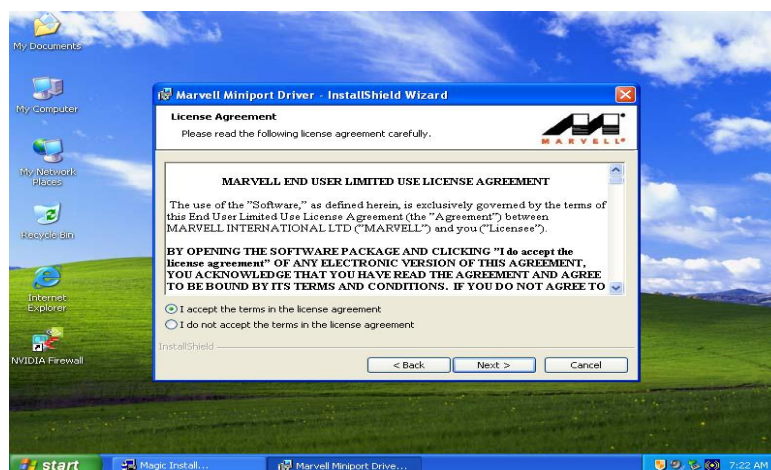 My Documents
My Computer
My Network
Places
Recycle Bin
Internet
Explorer
NVIDIA Firewall
Marvell Miniport Driver - InstallShield Wizard
License Agreement
Please read the following license agreement carefully.
MARVELL®
MARVELL END USER LIMITED USE LICENSE AGREEMENT
The use of the "Software," as defined herein, is exclusively governed by the terms of
this End User Limited Use License Agreement (the "Agreement") between
MARVELL INTERNATIONAL LTD ("MARVELL") and you ("Licensee").
BY OPENING THE SOFTWARE PACKAGE AND CLICKING "I do accept the
license agreement" OF ANY ELECTRONIC VERSION OF THIS AGREEMENT,
YOU ACKNOWLEDGE THAT YOU HAVE READ THE AGREEMENT AND AGREE
TO BE BOUND BY ITS TERMS AND CONDITIONS. IF YOU DO NOT AGREE TO
I accept the terms in the license agreement
I do not accept the terms in the license agreement
InstallShield
< Back Next > Cancel
start Magic Install... Marvell Miniport Drive... 7:22 AM